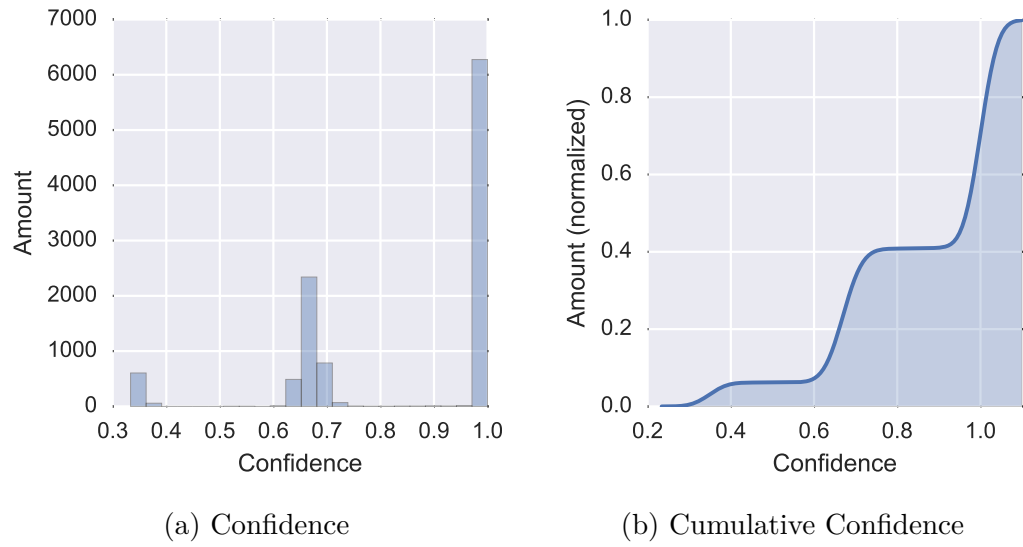 7000
6000
5000
4000
3000
2000
1000
0
Amount
0.3 0.4 0.5 0.6 0.7 0.8 0.9 1.0
Confidence
(a) Confidence
1.0
0.8
0.6
0.4
0.2
0.0
Amount (normalized)
0.2 0.4 0.6 0.8 1.0
Confidence
(b) Cumulative Confidence